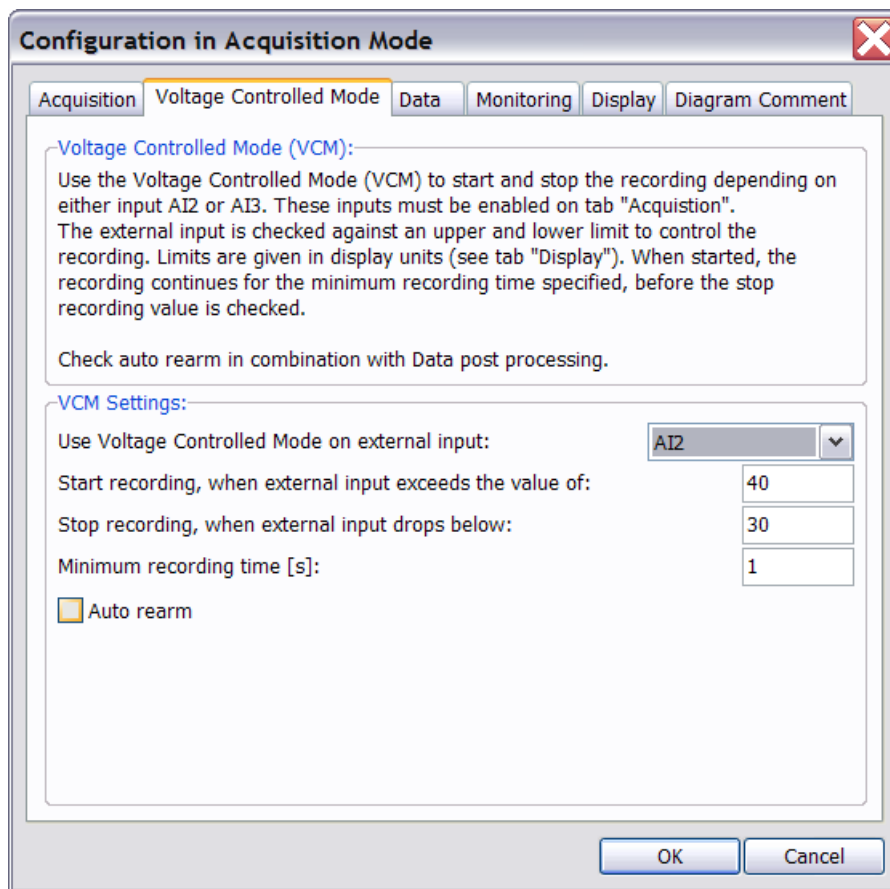 Configuration in Acquisition Mode
Acquisition Voltage Controlled Mode Data Monitoring Display Diagram Comment
Voltage Controlled Mode (VCM):
Use the Voltage Controlled Mode (VCM) to start and stop the recording depending on
either input AI2 or AI3. These inputs must be enabled on tab "Acquistion".
The external input is checked against an upper and lower limit to control the
recording. Limits are given in display units (see tab "Display"). When started, the
recording continues for the minimum recording time specified, before the stop
recording value is checked.
Check auto rearm in combination with Data post processing.
VCM Settings:
Use Voltage Controlled Mode on external input: AI2
Start recording, when external input exceeds the value of: 40
Stop recording, when external input drops below: 30
Minimum recording time [s]: 1
Auto rearm
OK Cancel